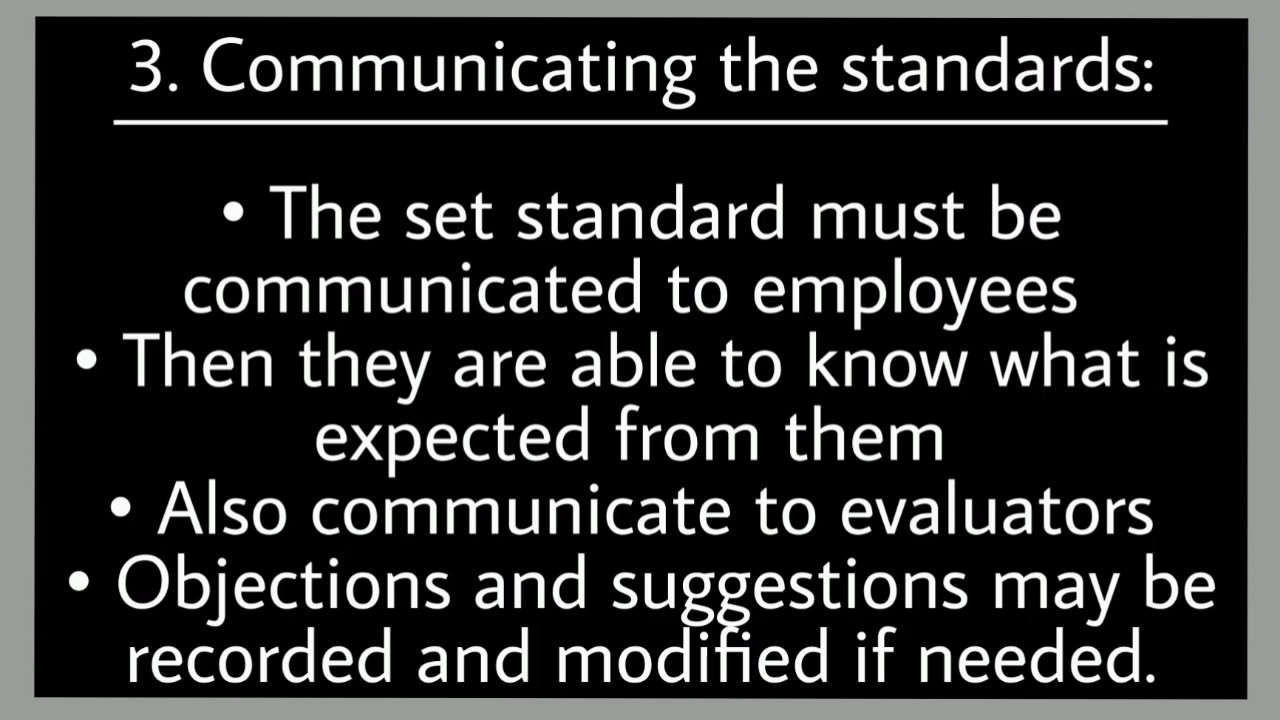 3. Communicating the standards:
• The set standard must be
communicated to employees
• Then they are able to know what is
expected from them
• Also communicate to evaluators
• Objections and suggestions may be
recorded and modified if needed.